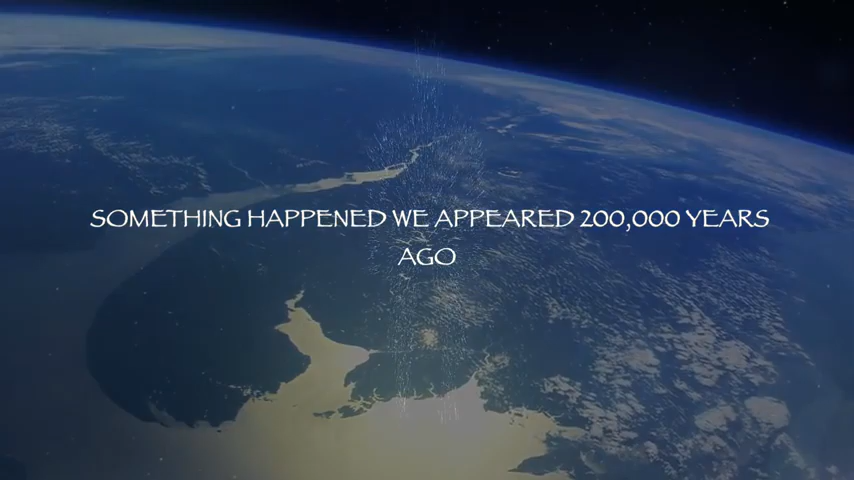 SOMETHING HAPPENED WE APPEARED 200,000 YEARS
AGO